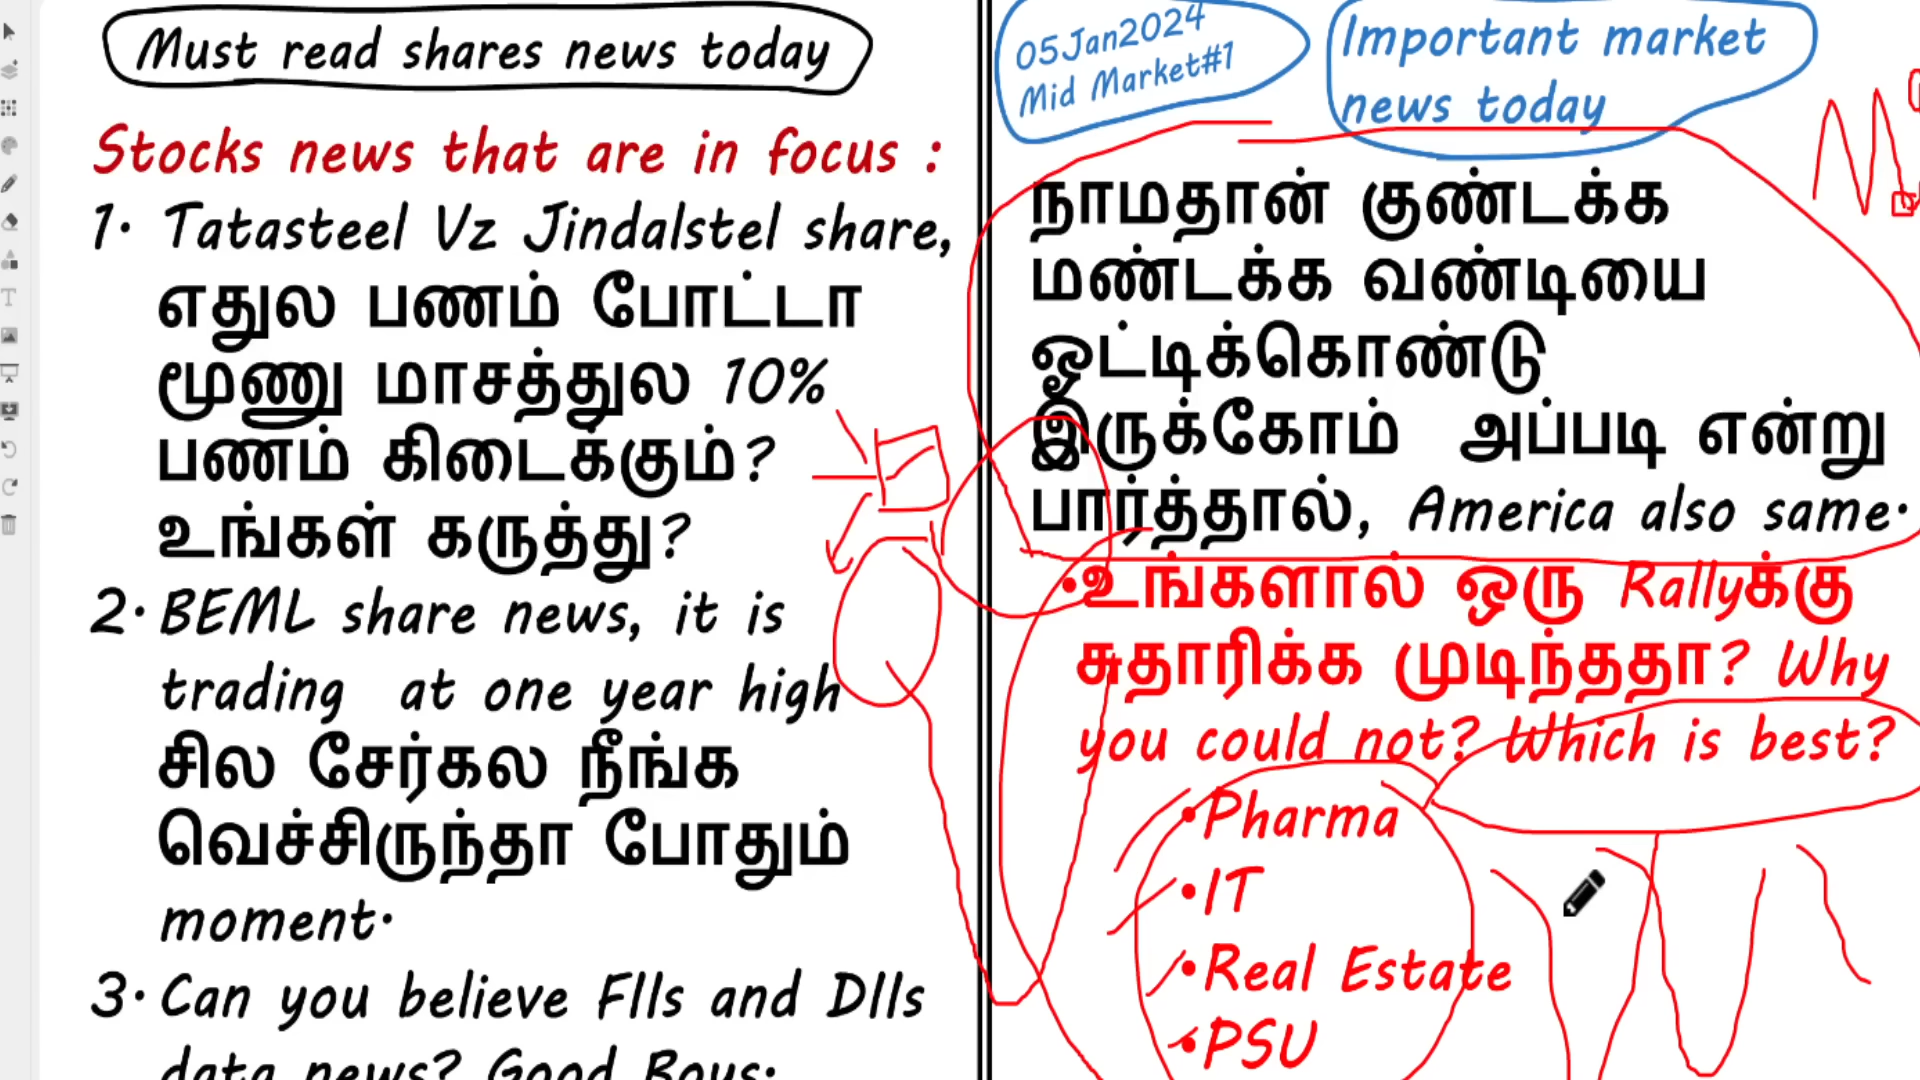 Must read shares news today
Stocks news that are in focus :
1. Tatasteel Vz Jindalstel share,
எதுல பணம் போட்டா
மூணு மாசத்துல 10%
பணம் கிடைக்கும்?
உங்கள் கருத்து?
2. BEML share news, it is
trading at one year high
சில சேர்கல நீங்க
வெச்சிருந்தா போதும்
moment.
3. Can you believe FIIs and DIIs
data news? Good Boys.
05Jan2024
Mid Market#1
Important market
news today
நாமதான் குண்டக்க
மண்டக்க வண்டியை
ஓட்டிக்கொண்டு
இருக்கோம் அப்படி என்று
பார்த்தால், America also same.
•உங்களால் ஒரு Rallyக்கு
சுதாரிக்க முடிந்ததா? Why
you could not? Which is best?
•Pharma
•IT
•Real Estate
•PSU